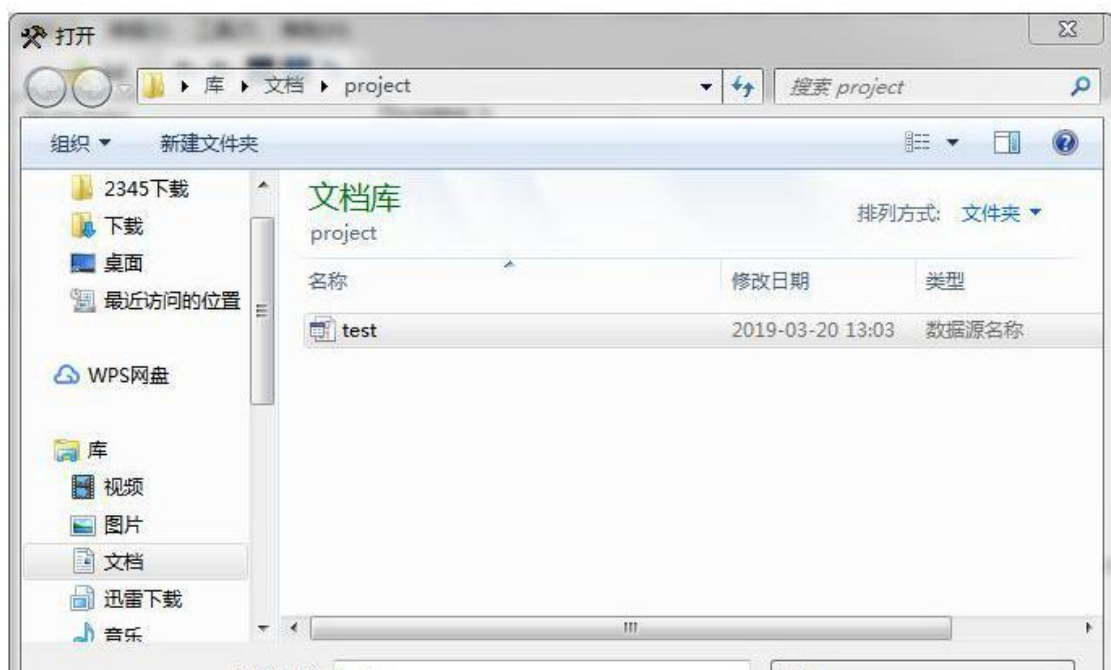 打开
库 文档 project
搜索 project
组织 新建文件夹
2345下载
下载
桌面
最近访问的位置
WPS网盘
库
视频
图片
文档
迅雷下载
音乐
文档库
project
排列方式: 文件夹
名称 修改日期 类型
test 2019-03-20 13:03 数据源名称